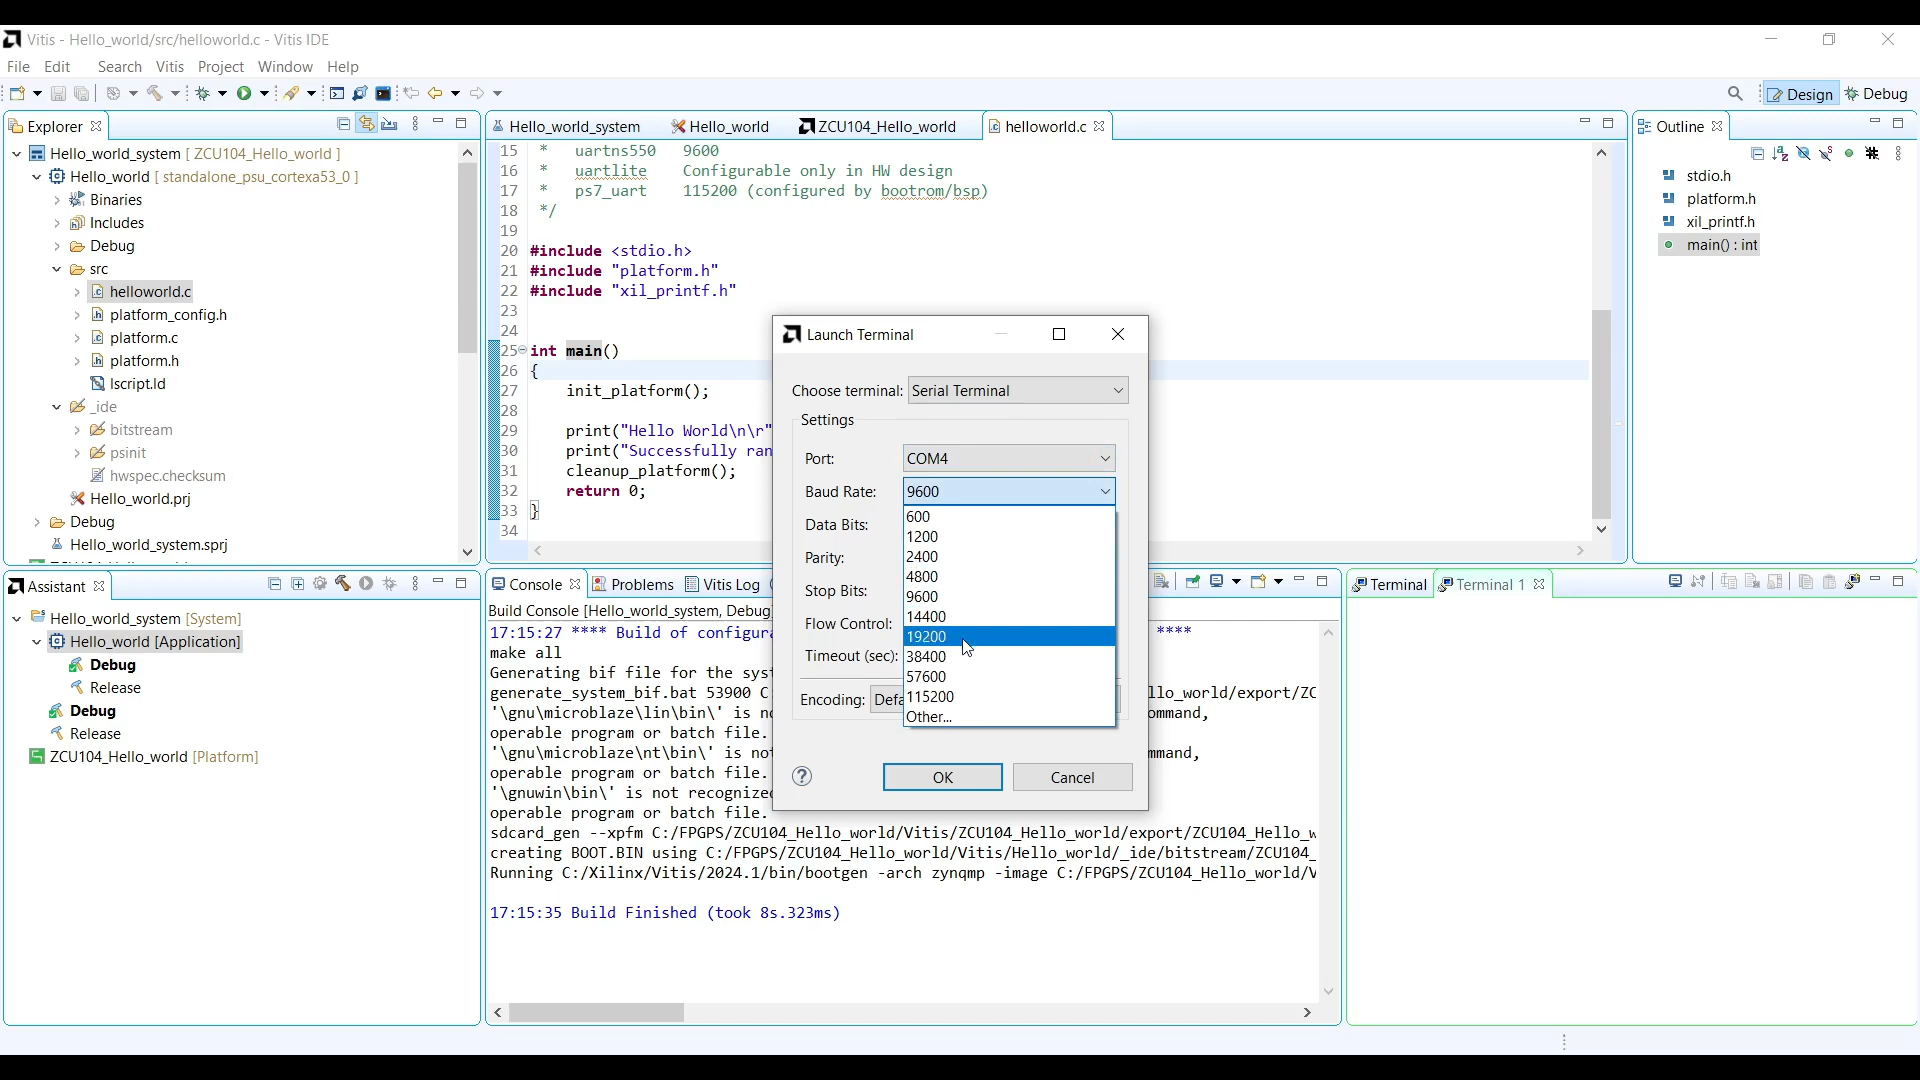 Vitis - Hello_world/src/helloworld.c - Vitis IDE
File Edit Search Vitis Project Window Help
Design Debug
Explorer
Hello_world_system [ ZCU104_Hello_world ]
Hello_world [ standalone_psu_cortexa53_0 ]
Binaries
Includes
Debug
src
helloworld.c
platform_config.h
platform.c
platform.h
lscript.ld
_ide
bitstream
psinit
hwspec.checksum
Hello_world.prj
Debug
Hello_world_system.sprj
Hello_world_system Hello_world ZCU104_Hello_world helloworld.c
15 * uartns550 9600
16 * uartlite Configurable only in HW design
17 * ps7_uart 115200 (configured by bootrom/bsp)
18 */
19
20 #include <stdio.h>
21 #include "platform.h"
22 #include "xil_printf.h"
23
24
25 int main()
26 {
27 init_platform();
28
29 print("Hello World\n\r"
30 print("Successfully ran
31 cleanup_platform();
32 return 0;
33 }
34
Outline
stdio.h
platform.h
xil_printf.h
main() : int
Launch Terminal
Choose terminal: Serial Terminal
Settings
Port: COM4
Baud Rate: 9600
Data Bits:
Parity:
Stop Bits:
Flow Control:
Timeout (sec):
Encoding: Defa
600
1200
2400
4800
9600
14400
19200
38400
57600
115200
Other...
OK Cancel
Assistant
Hello_world_system [System]
Hello_world [Application]
Debug
Release
Debug
Release
ZCU104_Hello_world [Platform]
Console Problems Vitis Log
Build Console [Hello_world_system, Debug]
17:15:27 **** Build of configura ****
make all
Generating bif file for the syst
generate_system_bif.bat 53900 C: llo_world/export/ZC
'\gnu\microblaze\lin\bin\' is no ommand,
operable program or batch file.
'\gnu\microblaze\nt\bin\' is not mmand,
operable program or batch file.
'\gnuwin\bin\' is not recognized
operable program or batch file.
sdcard_gen --xpfm C:/FPGPS/ZCU104_Hello_world/Vitis/ZCU104_Hello_world/export/ZCU104_Hello_w
creating BOOT.BIN using C:/FPGPS/ZCU104_Hello_world/Vitis/Hello_world/_ide/bitstream/ZCU104_
Running C:/Xilinx/Vitis/2024.1/bin/bootgen -arch zynqmp -image C:/FPGPS/ZCU104_Hello_world/V
17:15:35 Build Finished (took 8s.323ms)
Terminal Terminal 1